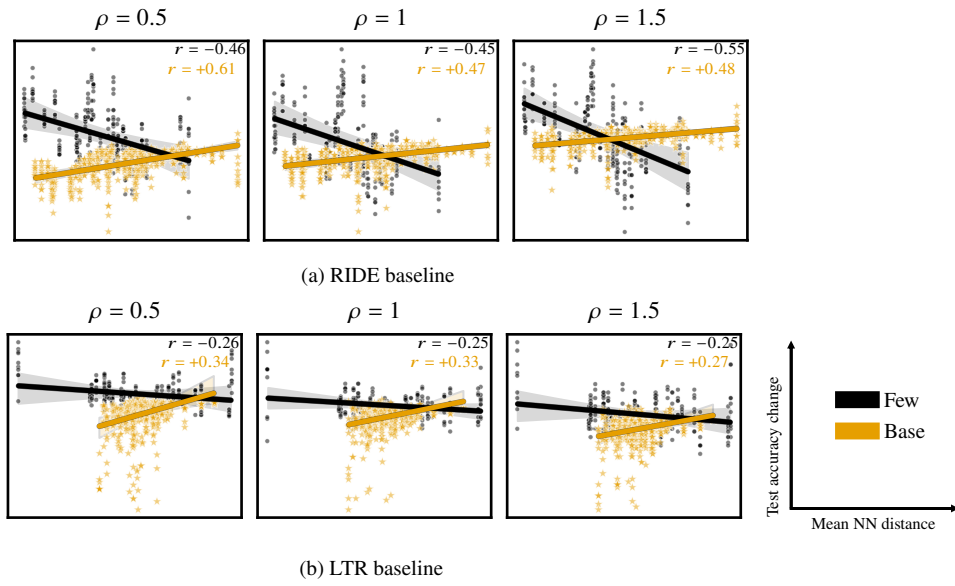 ρ = 0.5
ρ = 1
ρ = 1.5
r = −0.46
r = +0.61
r = −0.45
r = +0.47
r = −0.55
r = +0.48
(a) RIDE baseline
ρ = 0.5
ρ = 1
ρ = 1.5
r = −0.26
r = +0.34
r = −0.25
r = +0.33
r = −0.25
r = +0.27
Test accuracy change
Few
Base
Mean NN distance
(b) LTR baseline